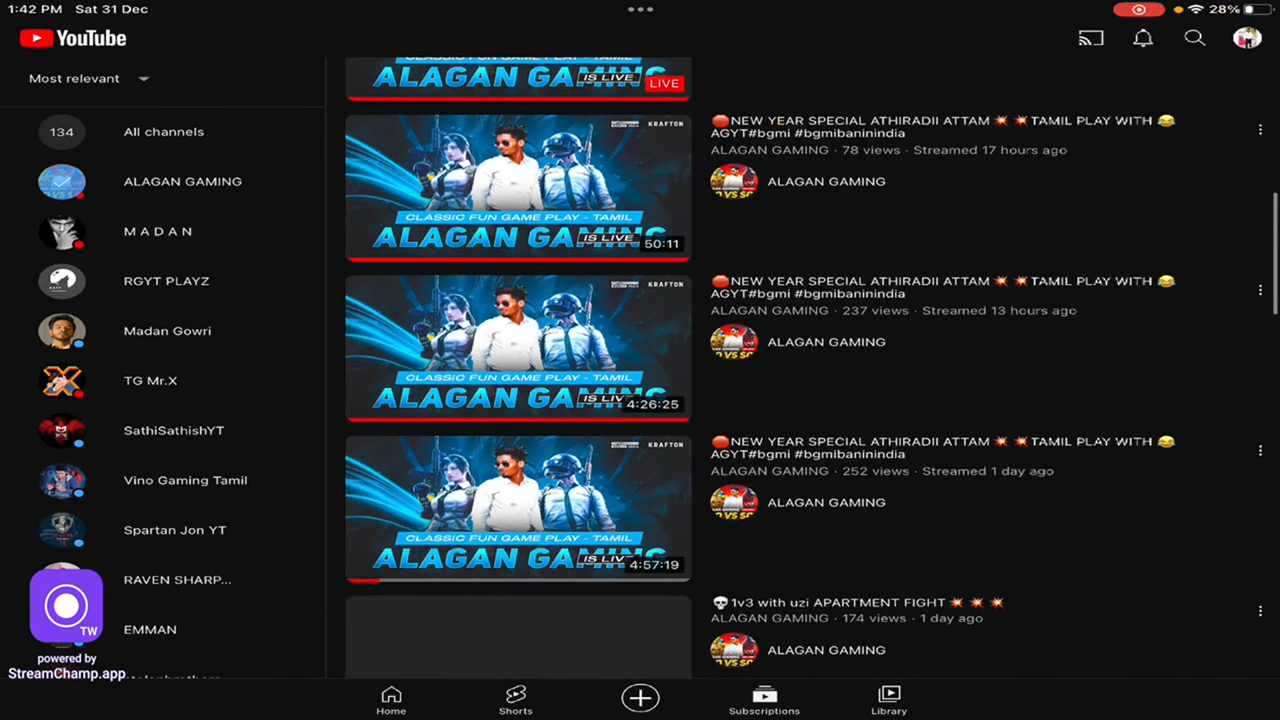 1:42 PM Sat 31 Dec
28%
YouTube
Most relevant
134 All channels
ALAGAN GAMING
M A D A N
RGYT PLAYZ
Madan Gowri
TG Mr.X
SathiSathishYT
Vino Gaming Tamil
Spartan Jon YT
RAVEN SHARP...
EMMAN
TW
powered by
StreamChamp.app
ALAGAN GAMING
IS LIVE
LIVE
KRAFTON
CLASSIC FUN GAME PLAY - TAMIL
ALAGAN GAMING
IS LIVE
50:11
🛑NEW YEAR SPECIAL ATHIRADII ATTAM💥 💥TAMIL PLAY WITH 😂
AGYT#bgmi #bgmibaninindia
ALAGAN GAMING · 78 views · Streamed 17 hours ago
ALAGAN GAMING
KRAFTON
CLASSIC FUN GAME PLAY - TAMIL
ALAGAN GAMING
IS LIV
4:26:25
🛑NEW YEAR SPECIAL ATHIRADII ATTAM💥 💥TAMIL PLAY WITH 😂
AGYT#bgmi #bgmibaninindia
ALAGAN GAMING · 237 views · Streamed 13 hours ago
ALAGAN GAMING
KRAFTON
CLASSIC FUN GAME PLAY - TAMIL
ALAGAN GAMING
IS LIV
4:57:19
🛑NEW YEAR SPECIAL ATHIRADII ATTAM💥 💥TAMIL PLAY WITH 😂
AGYT#bgmi #bgmibaninindia
ALAGAN GAMING · 252 views · Streamed 1 day ago
ALAGAN GAMING
💀1v3 with uzi APARTMENT FIGHT💥 💥 💥
ALAGAN GAMING · 174 views · 1 day ago
ALAGAN GAMING
Home
Shorts
Subscriptions
Library